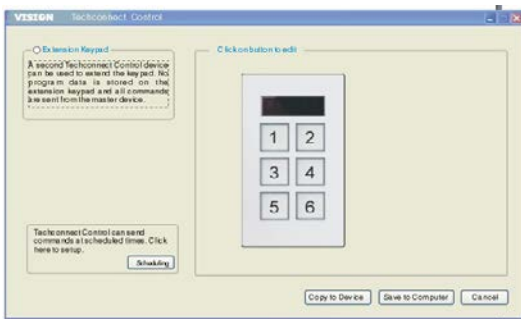 VISION Techconnect Control
Extension Keypad
A second Techconnect Control device
can be used to extend the keypad. No
program data is stored on the
extension keypad and all commands
are sent from the master device.
Click on button to edit
1 2
3 4
5 6
Techconnect Control can send
commands at scheduled times. Click
here to setup.
Scheduling
Copy to Device Save to Computer Cancel